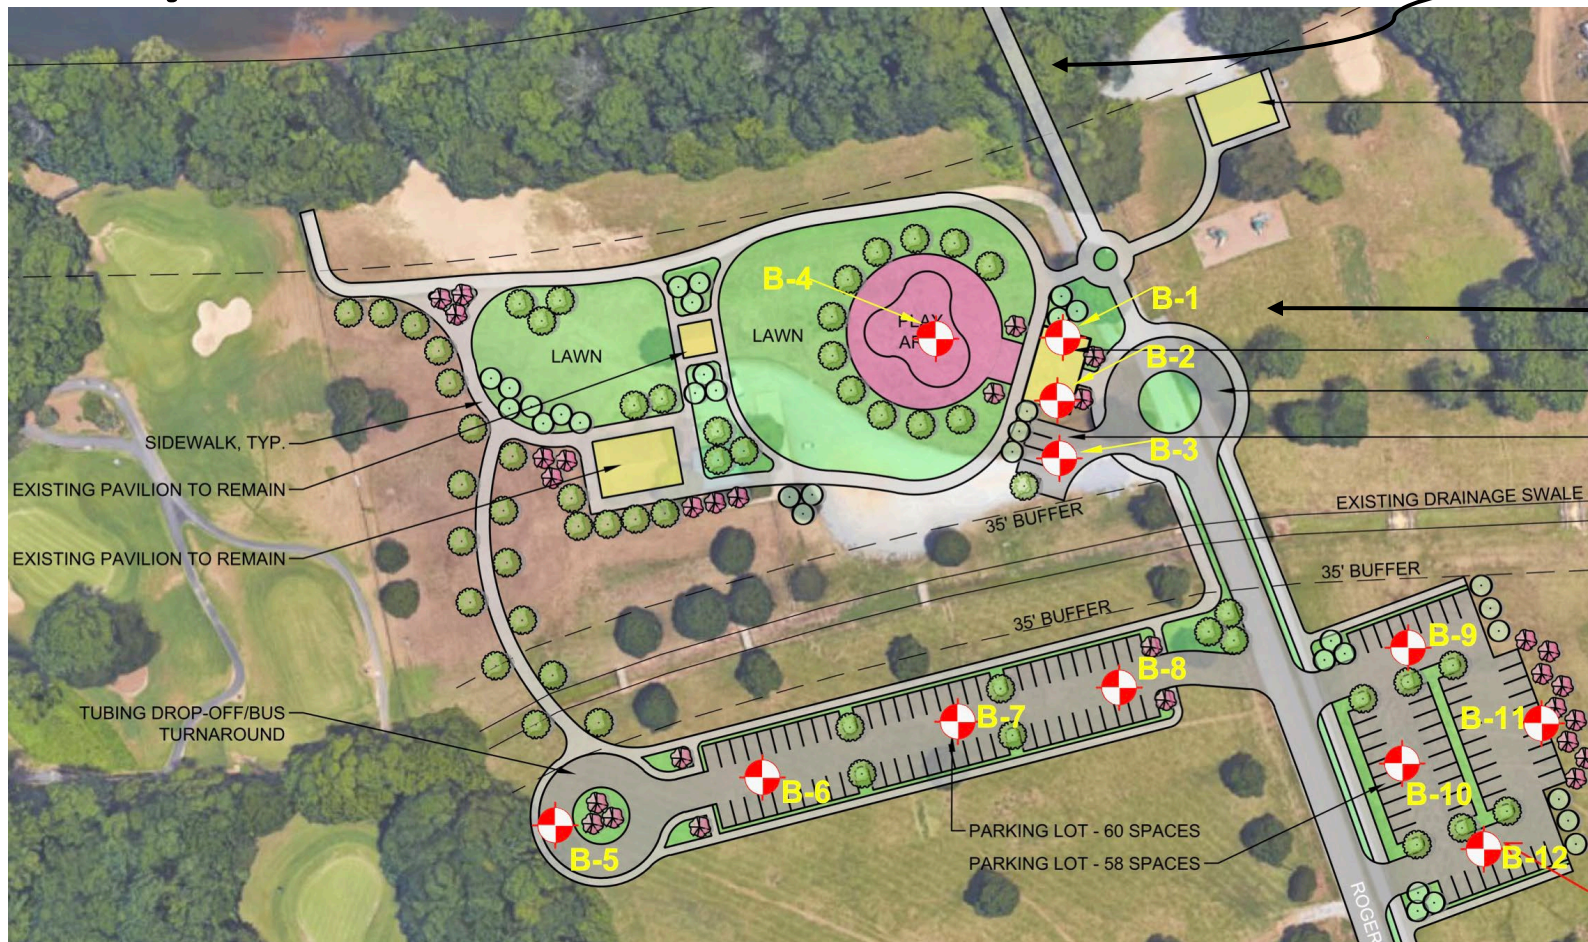 B-4
B-1
PLAY
LAWN
B-2
LAWN
SIDEWALK, TYP.
B-3
EXISTING PAVILION TO REMAIN
EXISTING DRAINAGE SWALE
35' BUFFER
EXISTING PAVILION TO REMAIN
35' BUFFER
35' BUFFER
B-9
B-8
TUBING DROP-OFF/BUS
TURNAROUND
B-7
B-11
B-6
B-10
PARKING LOT - 60 SPACES
B-5
PARKING LOT - 58 SPACES
B-12
ROGER